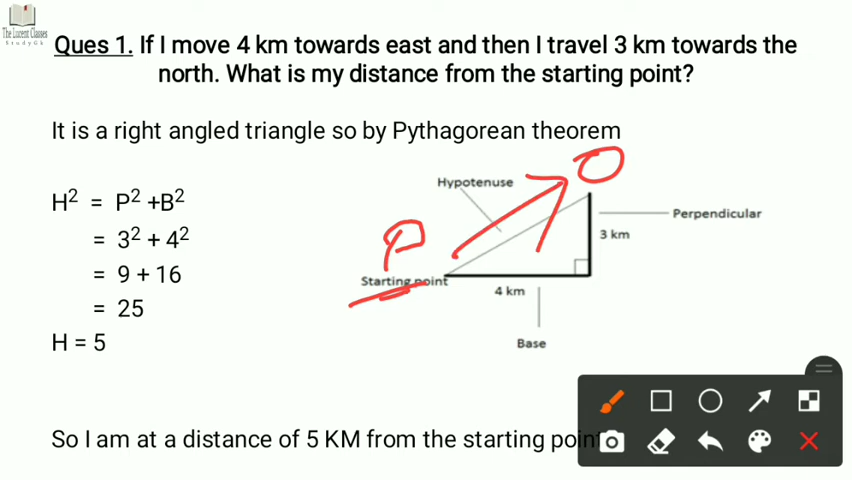 The Lucent Classes
StudyGk
Ques 1. If I move 4 km towards east and then I travel 3 km towards the
north. What is my distance from the starting point?
It is a right angled triangle so by Pythagorean theorem
H² = P² +B²
= 3² + 4²
= 9 + 16
= 25
H = 5
Hypotenuse
O
Perpendicular
3 km
P
Starting point
4 km
Base
So I am at a distance of 5 KM from the starting point